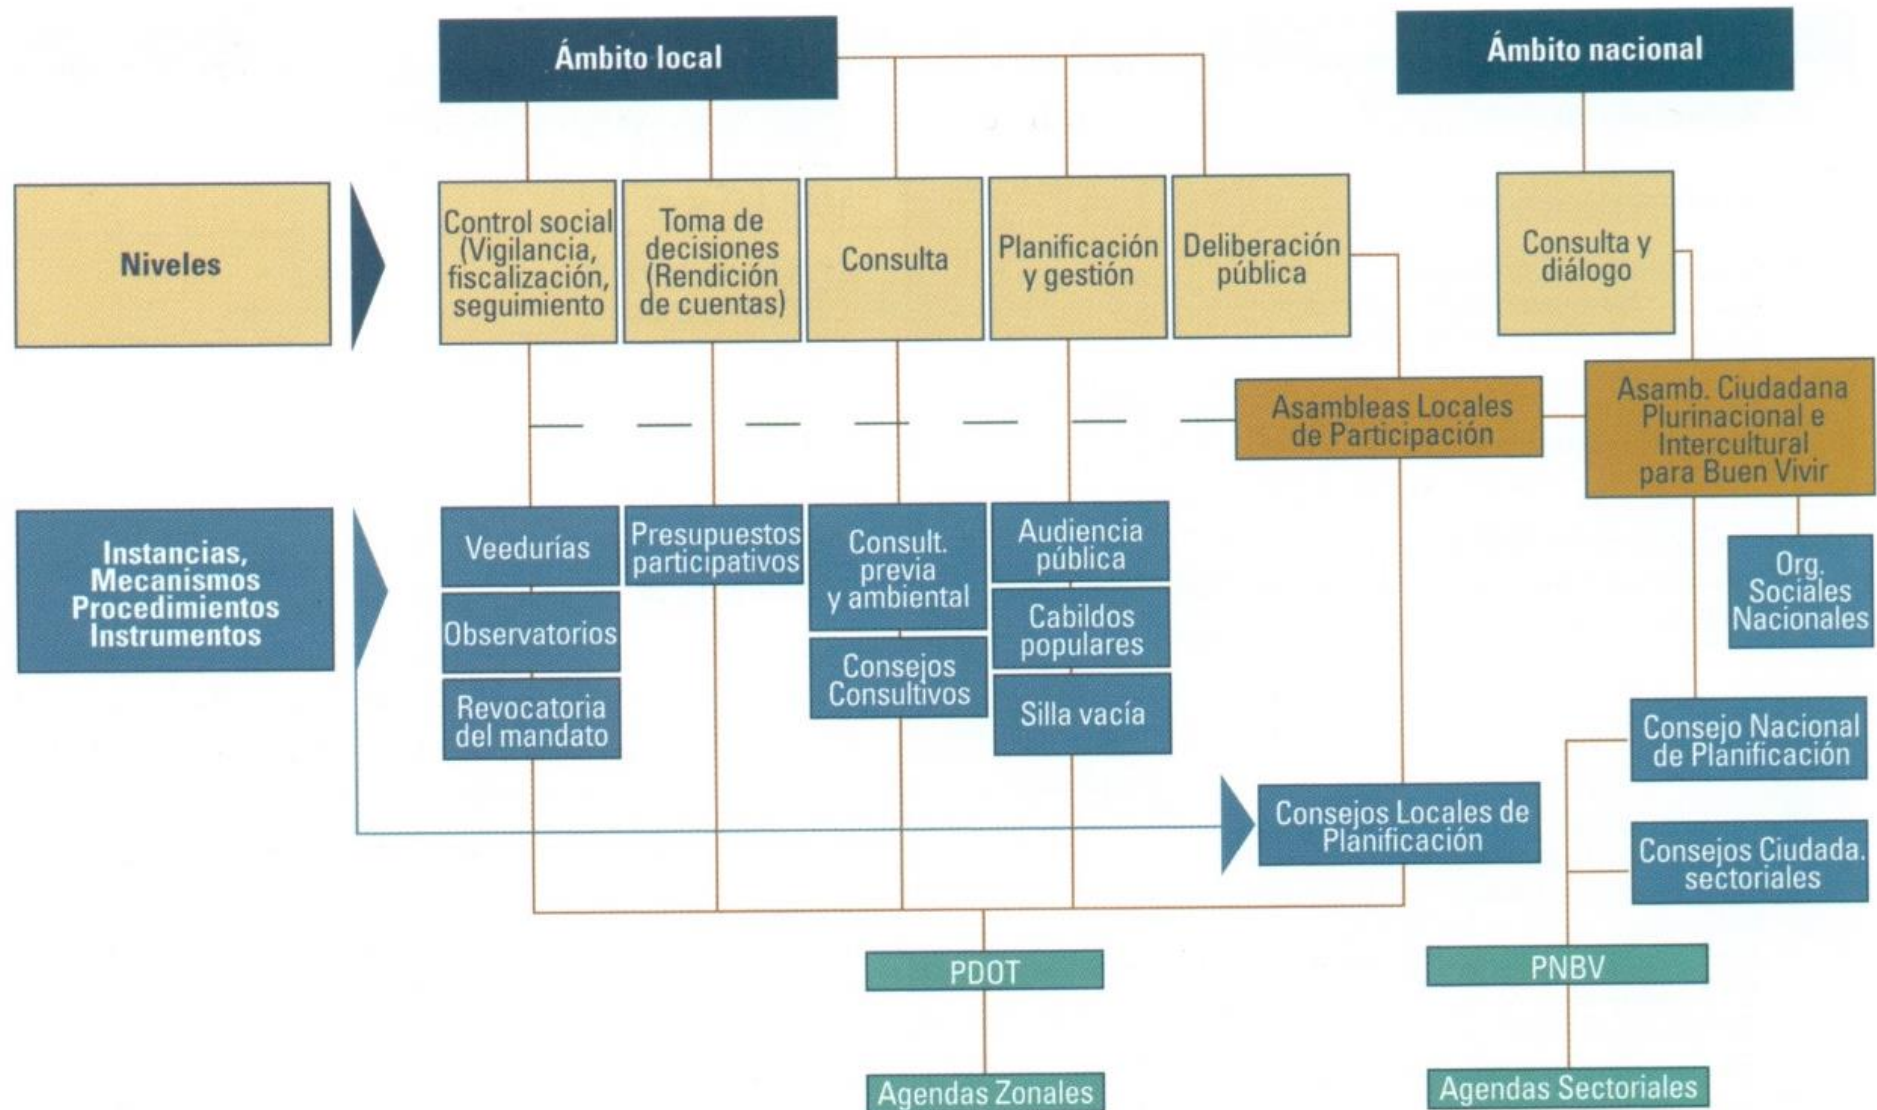 Ámbito local
Ámbito nacional
Niveles
Control social
(Vigilancia,
fiscalización,
seguimiento
Toma de
decisiones
(Rendición
de cuentas)
Consulta
Planificación
y gestión
Deliberación
pública
Consulta y
diálogo
Asambleas Locales
de Participación
Asamb. Ciudadana
Plurinacional e
Intercultural
para Buen Vivir
Instancias,
Mecanismos
Procedimientos
Instrumentos
Veedurías
Observatorios
Revocatoria
del mandato
Presupuestos
participativos
Consult.
previa
y ambiental
Consejos
Consultivos
Audiencia
pública
Cabildos
populares
Silla vacía
Org.
Sociales
Nacionales
Consejo Nacional
de Planificación
Consejos Locales de
Planificación
Consejos Ciudada.
sectoriales
PDOT
PNBV
Agendas Zonales
Agendas Sectoriales